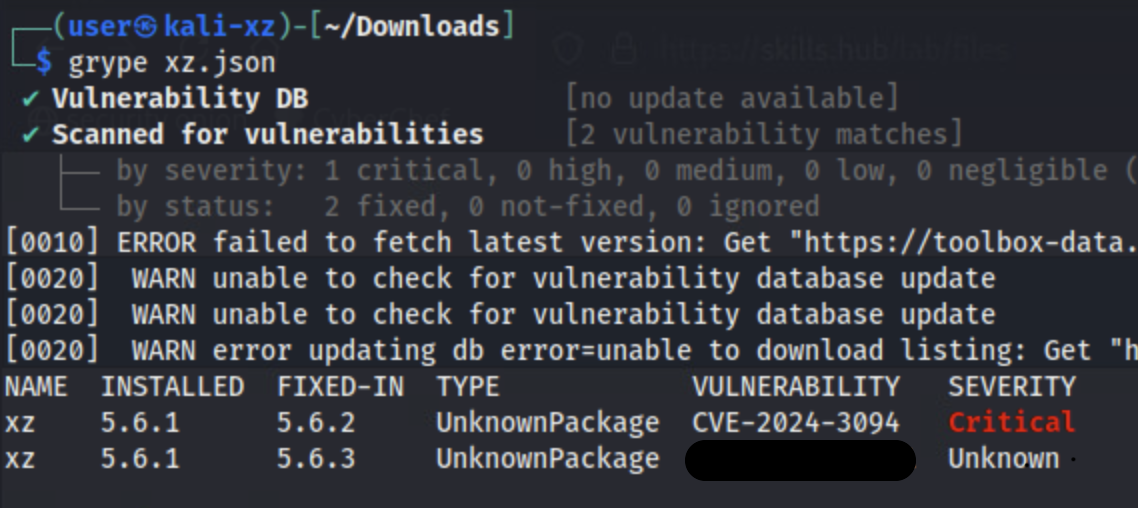 (user㉿kali-xz)-[~/Downloads]
$ grype xz.json
✔ Vulnerability DB [no update available]
✔ Scanned for vulnerabilities [2 vulnerability matches]
├── by severity: 1 critical, 0 high, 0 medium, 0 low, 0 negligible (
└── by status: 2 fixed, 0 not-fixed, 0 ignored
[0010] ERROR failed to fetch latest version: Get "https://toolbox-data.
[0020] WARN unable to check for vulnerability database update
[0020] WARN unable to check for vulnerability database update
[0020] WARN error updating db error=unable to download listing: Get "h
NAME INSTALLED FIXED-IN TYPE VULNERABILITY SEVERITY
xz 5.6.1 5.6.2 UnknownPackage CVE-2024-3094 Critical
xz 5.6.1 5.6.3 UnknownPackage Unknown